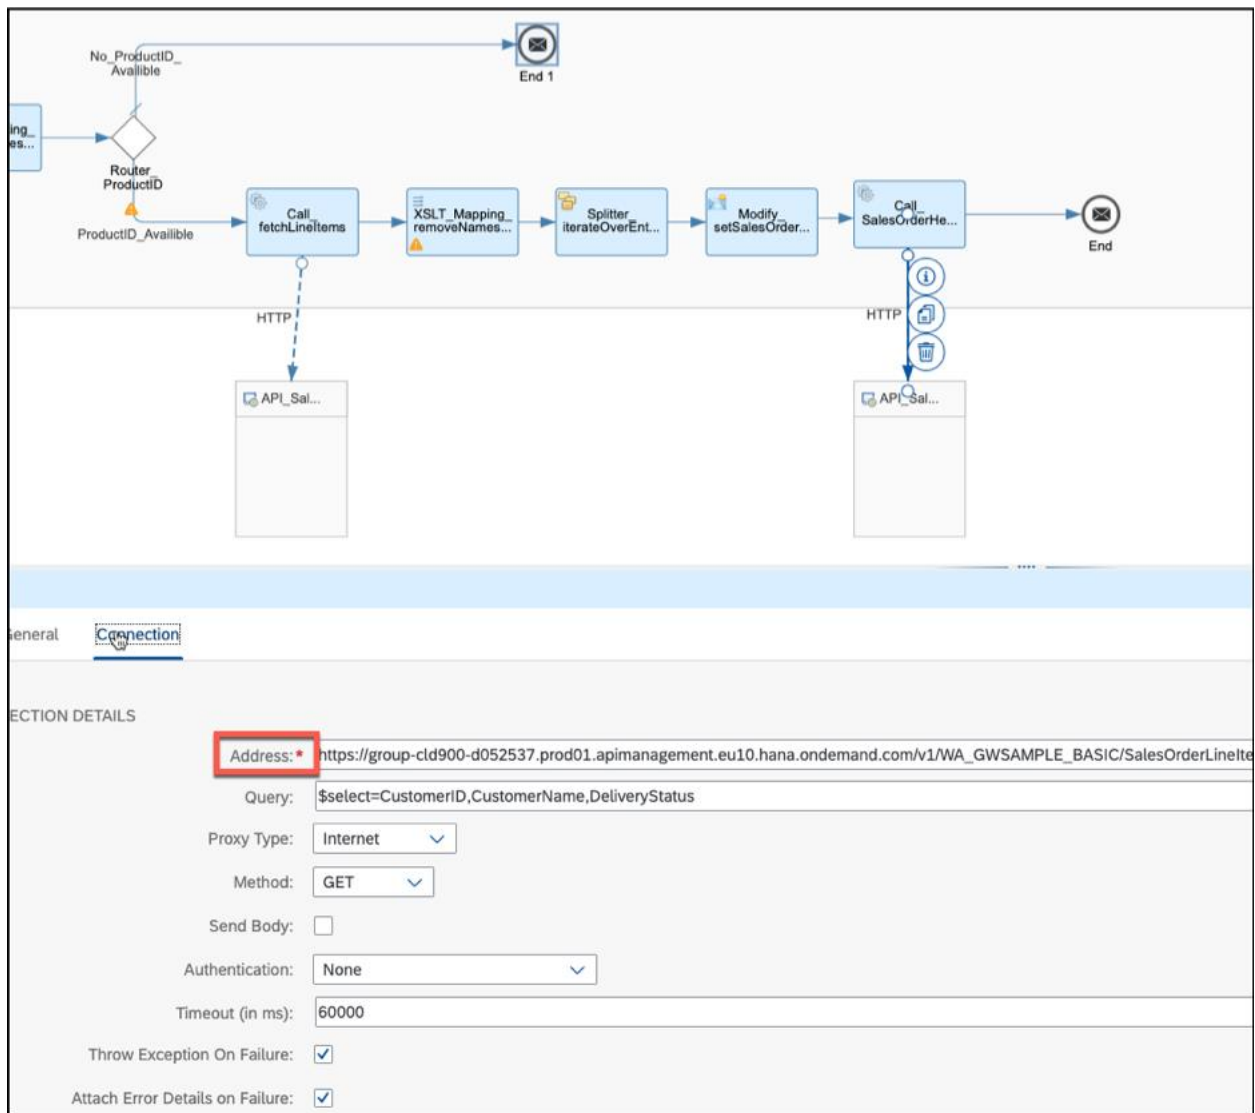 No_ProductID_
Availible
End 1
ing_
es...
Router_
ProductID
ProductID_Availible
Call_
fetchLineItems
XSLT_Mapping_
removeNames...
Splitter_
iterateOverEnt...
Modify_
setSalesOrder...
Call_
SalesOrderHe...
End
HTTP
HTTP
API_Sal...
API_Sal...
General
Connection
ECTION DETAILS
Address:*
https://group-cld900-d052537.prod01.apimanagement.eu10.hana.ondemand.com/v1/WA_GWSAMPLE_BASIC/SalesOrderLineIte
Query:
$select=CustomerID,CustomerName,DeliveryStatus
Proxy Type:
Internet
Method:
GET
Send Body:
Authentication:
None
Timeout (in ms):
60000
Throw Exception On Failure:
Attach Error Details on Failure: